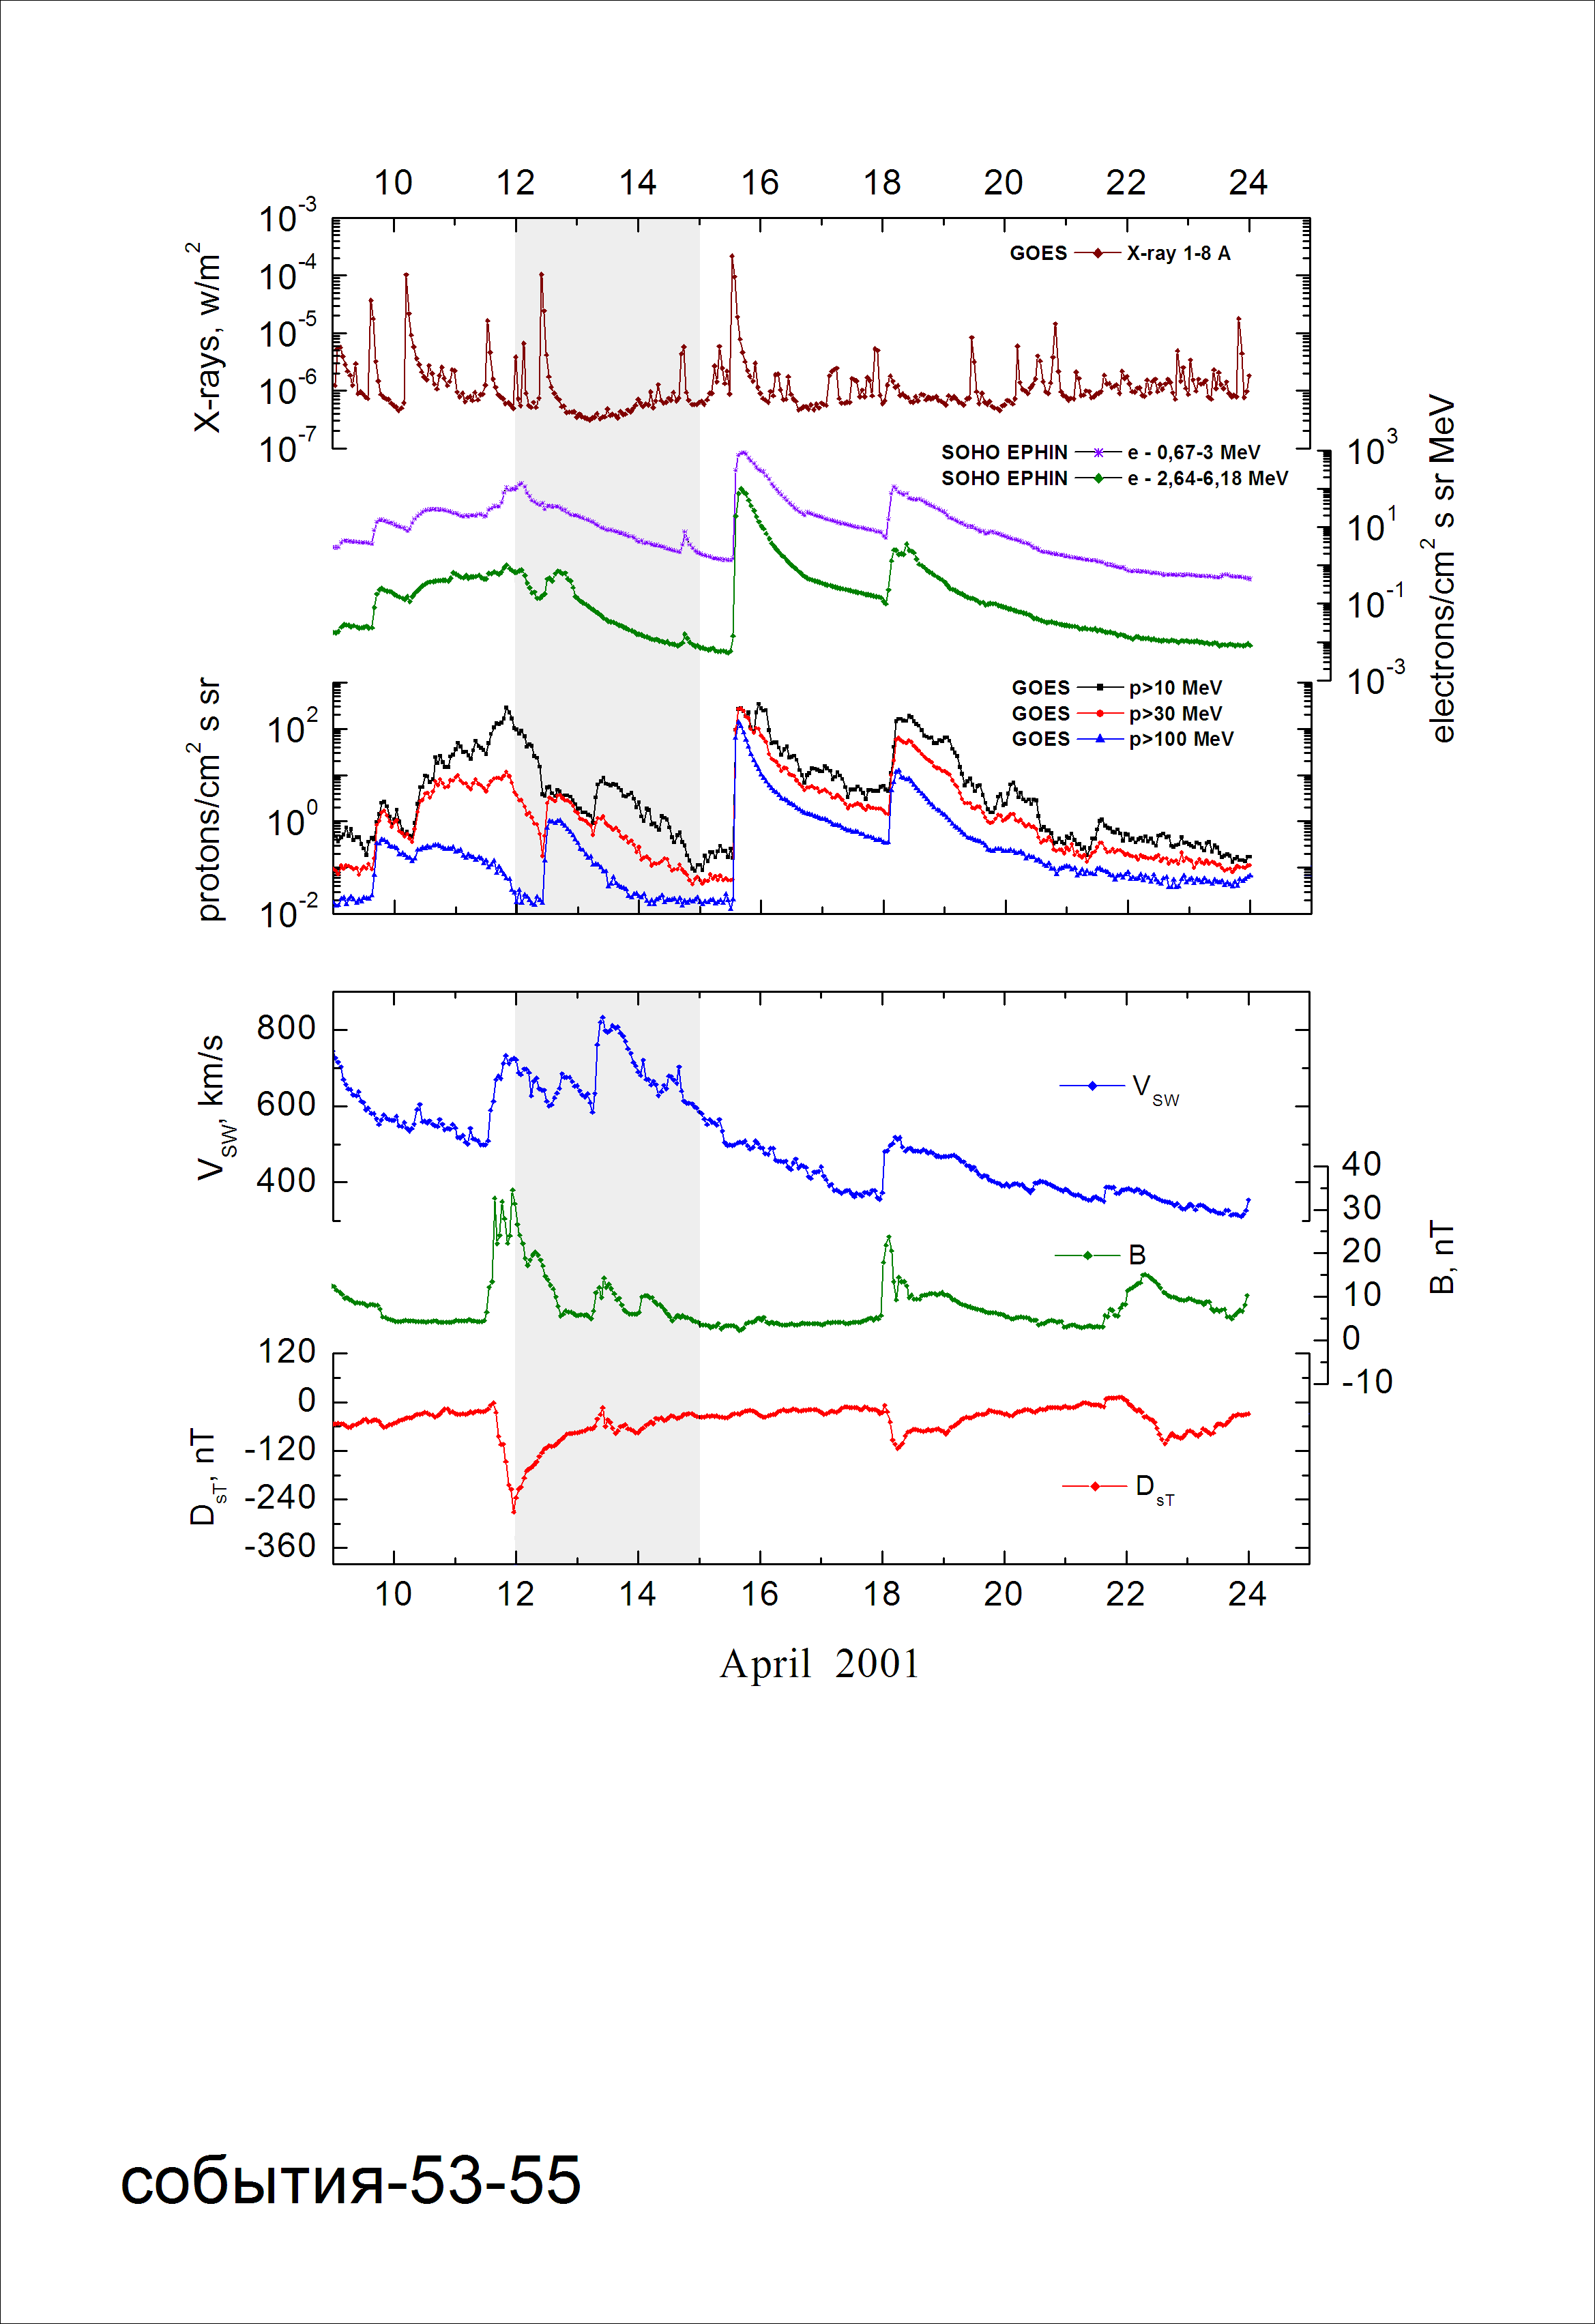 10 12 14 16 18 20 22 24
10-3
10-4
10-5
10-6
10-7
X-rays, w/m2
GOES X-ray 1-8 A
SOHO EPHIN e - 0,67-3 MeV
SOHO EPHIN e - 2,64-6,18 MeV
103
101
10-1
10-3
electrons/cm2 s sr MeV
protons/cm2 s sr
102
100
10-2
GOES p>10 MeV
GOES p>30 MeV
GOES p>100 MeV
VSW, km/s
800
600
400
VSW
40
30
20
10
0
-10
B, nT
B
DsT, nT
120
0
-120
-240
-360
DsT
10 12 14 16 18 20 22 24
April 2001
события-53-55